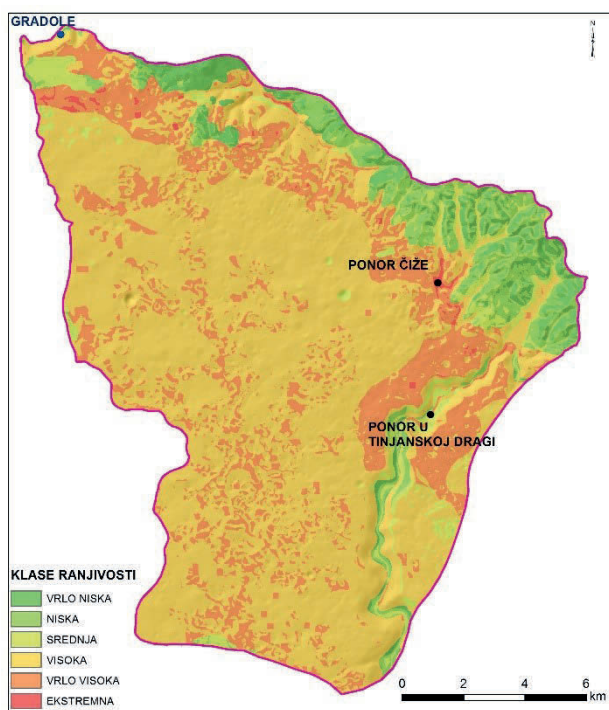 GRADOLE
N
PONOR ČIŽE
PONOR U
TINJANSKOJ DRAGI
KLASE RANJIVOSTI
VRLO NISKA
NISKA
SREDNJA
VISOKA
VRLO VISOKA
EKSTREMNA
0 2 4 6
km